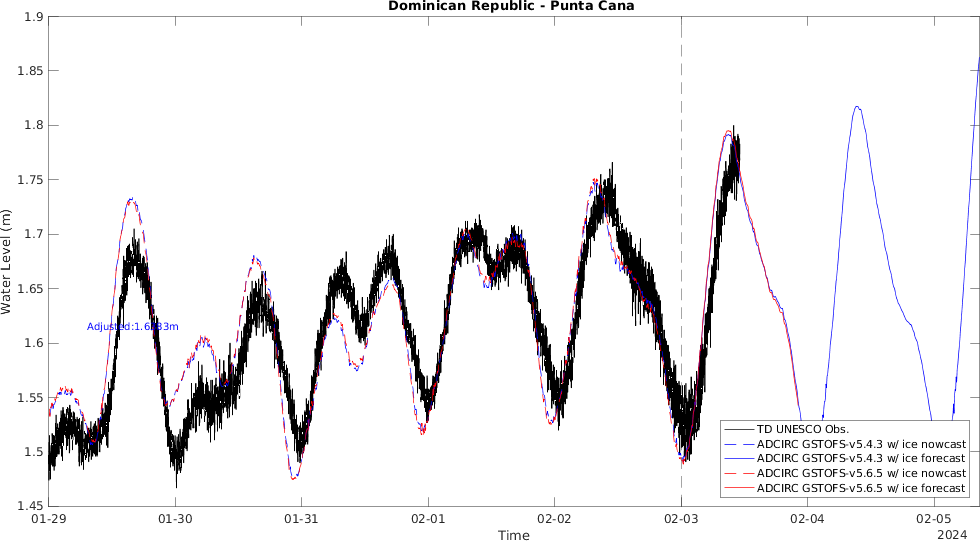 Dominican Republic - Punta Cana
1.9
1.85
1.8
1.75
1.7
1.65
1.6
1.55
1.5
1.45
Water Level (m)
TD UNESCO Obs.
ADCIRC GSTOFS-v5.4.3 w/ ice nowcast
ADCIRC GSTOFS-v5.4.3 w/ ice forecast
ADCIRC GSTOFS-v5.6.5 w/ ice nowcast
ADCIRC GSTOFS-v5.6.5 w/ ice forecast
01-29
01-30
01-31
02-01
02-02
02-03
02-04
02-05
Time
2024